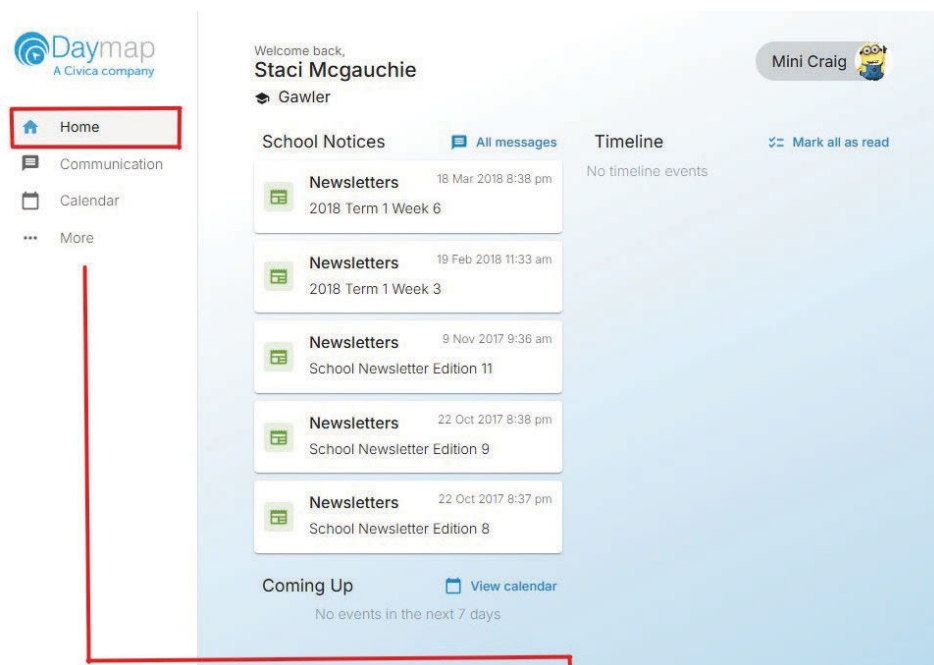 Daymap
A Civica company
Home
Communication
Calendar
More
Welcome back,
Staci Mcgauchie
Gawler
Mini Craig
School Notices
All messages
Newsletters 18 Mar 2018 8:38 pm
2018 Term 1 Week 6
Newsletters 19 Feb 2018 11:33 am
2018 Term 1 Week 3
Newsletters 9 Nov 2017 9:36 am
School Newsletter Edition 11
Newsletters 22 Oct 2017 8:38 pm
School Newsletter Edition 9
Newsletters 22 Oct 2017 8:37 pm
School Newsletter Edition 8
Coming Up
View calendar
No events in the next 7 days
Timeline
Mark all as read
No timeline events